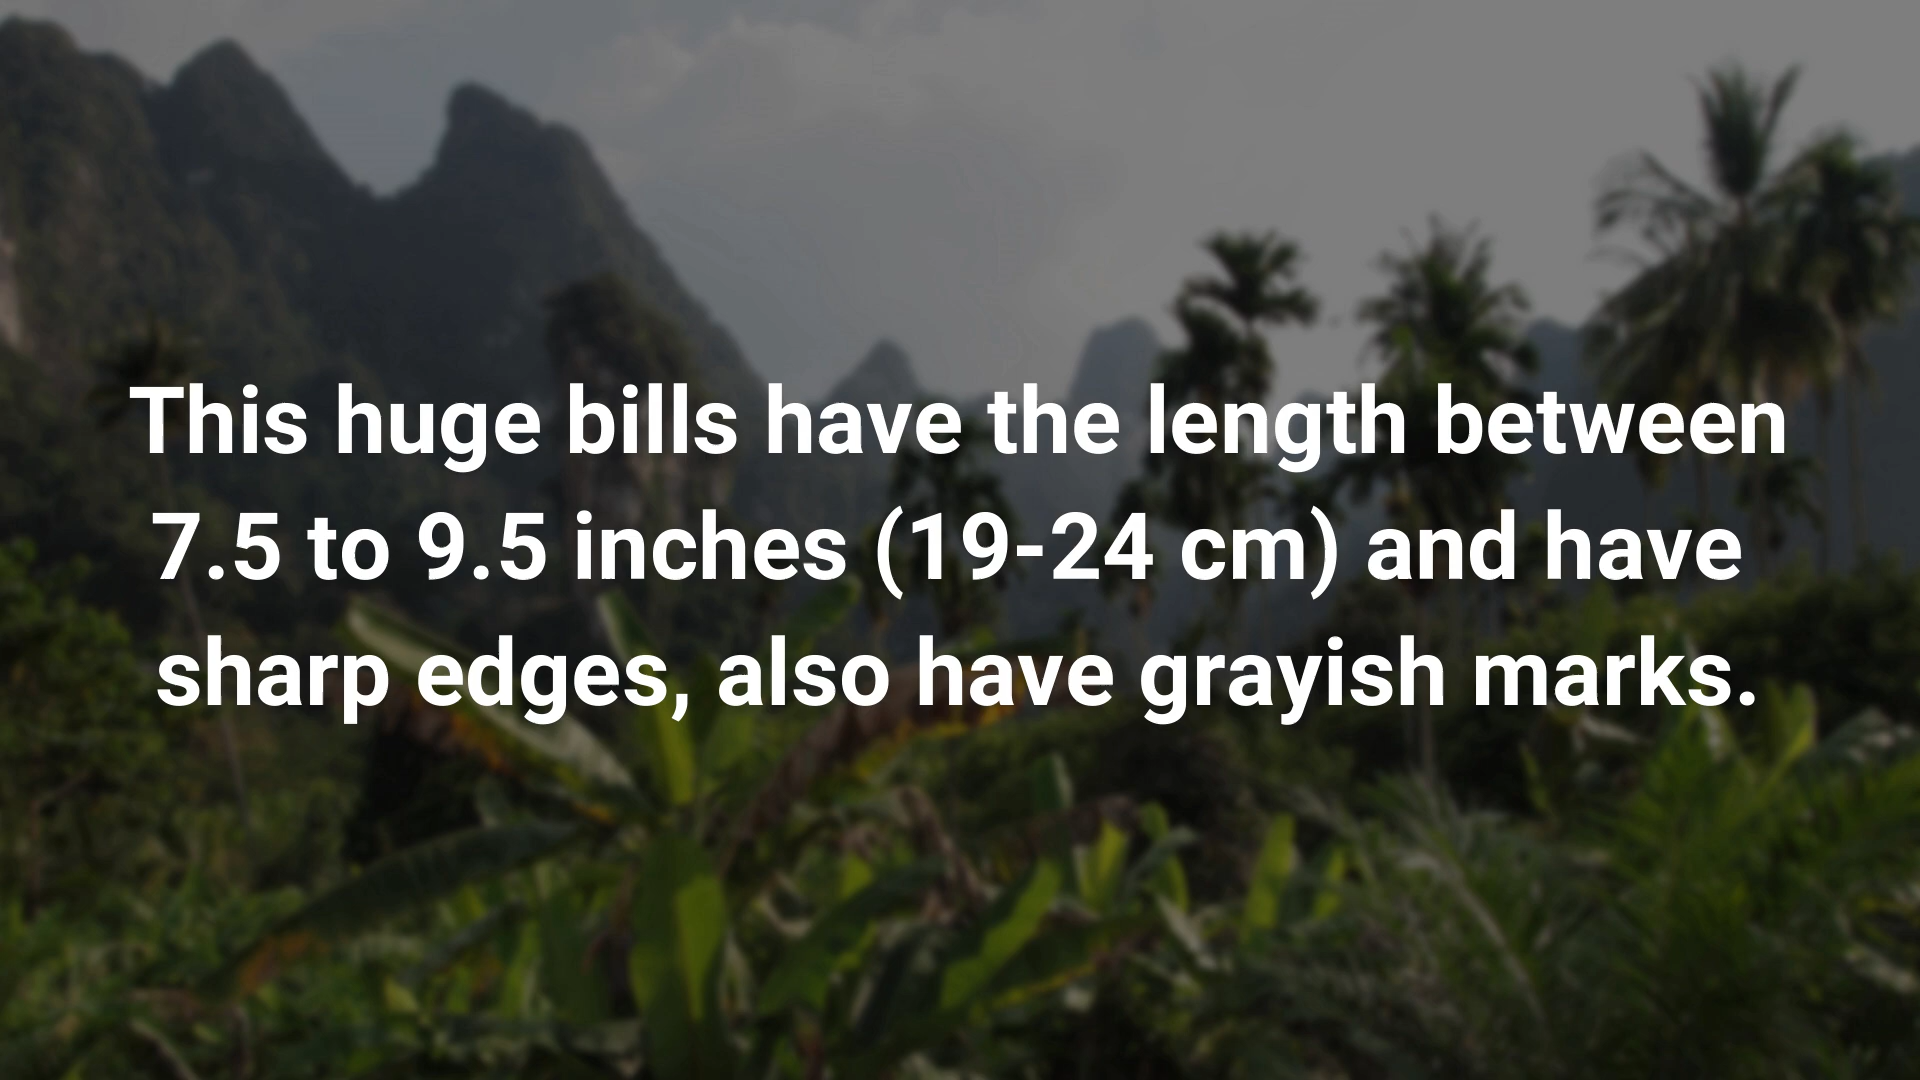 This huge bills have the length between
7.5 to 9.5 inches (19-24 cm) and have
sharp edges, also have grayish marks.